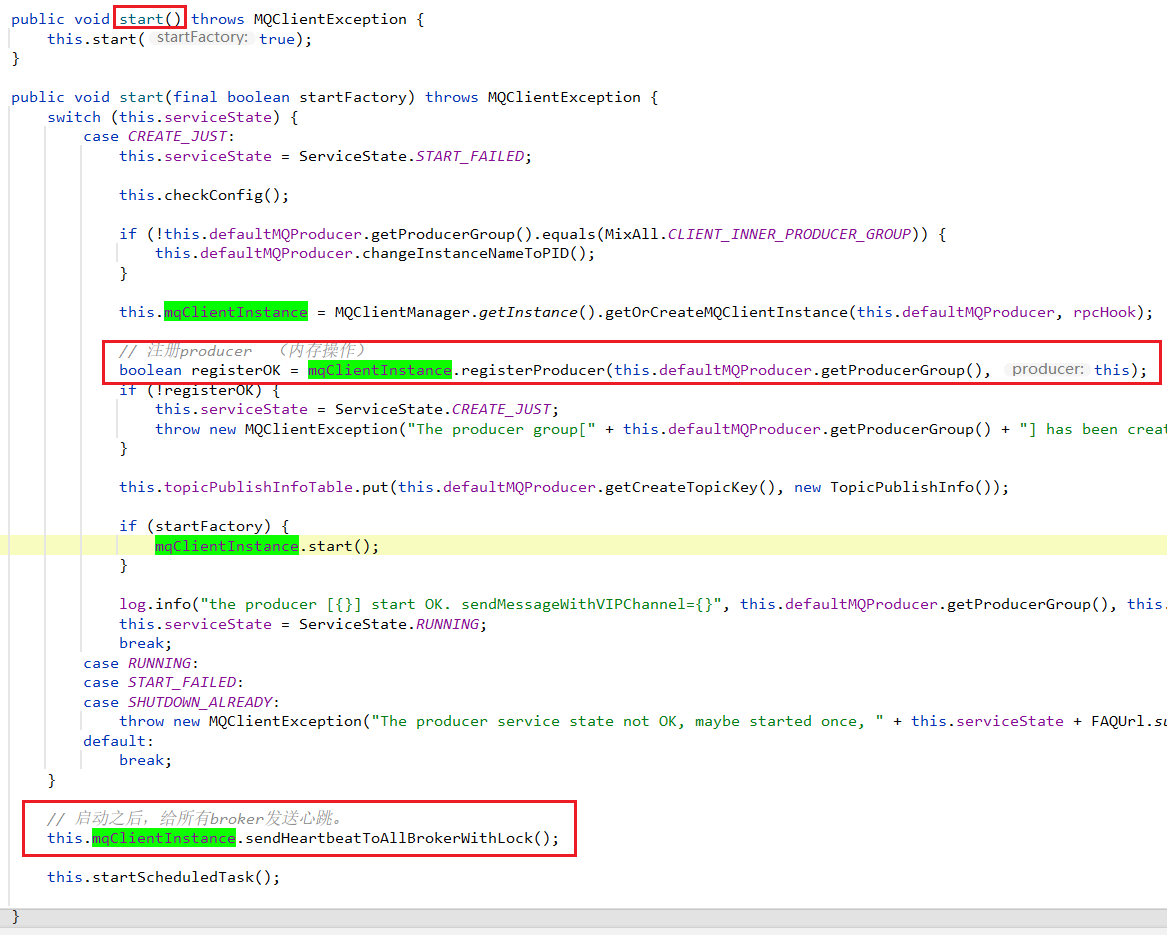 public void start() throws MQClientException {
this.start( startFactory: true);
}
public void start(final boolean startFactory) throws MQClientException {
switch (this.serviceState) {
case CREATE_JUST:
this.serviceState = ServiceState.START_FAILED;
this.checkConfig();
if (!this.defaultMQProducer.getProducerGroup().equals(MixAll.CLIENT_INNER_PRODUCER_GROUP)) {
this.defaultMQProducer.changeInstanceNameToPID();
}
this.mqClientInstance = MQClientManager.getInstance().getOrCreateMQClientInstance(this.defaultMQProducer, rpcHook);
// 注册producer （内存操作）
boolean registerOK = mqClientInstance.registerProducer(this.defaultMQProducer.getProducerGroup(), producer: this);
if (!registerOK) {
this.serviceState = ServiceState.CREATE_JUST;
throw new MQClientException("The producer group[" + this.defaultMQProducer.getProducerGroup() + "] has been creat
}
this.topicPublishInfoTable.put(this.defaultMQProducer.getCreateTopicKey(), new TopicPublishInfo());
if (startFactory) {
mqClientInstance.start();
}
log.info("the producer [{}] start OK. sendMessageWithVIPChannel={}", this.defaultMQProducer.getProducerGroup(), this.
this.serviceState = ServiceState.RUNNING;
break;
case RUNNING:
case START_FAILED:
case SHUTDOWN_ALREADY:
throw new MQClientException("The producer service state not OK, maybe started once, " + this.serviceState + FAQUrl.su
default:
break;
}
// 启动之后，给所有broker发送心跳。
this.mqClientInstance.sendHeartbeatToAllBrokerWithLock();
this.startScheduledTask();
}